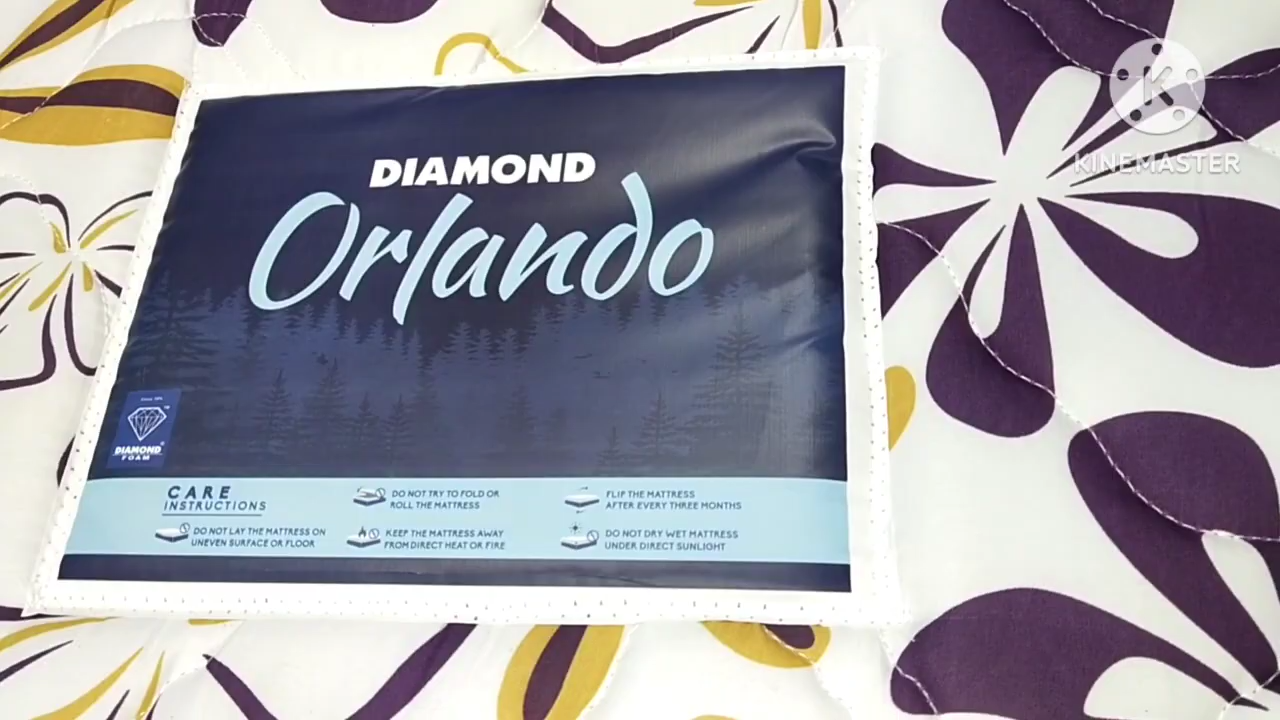 KINEMASTER
DIAMOND
Orlando
DIAMOND
FOAM
CARE
INSTRUCTIONS
DO NOT TRY TO FOLD OR
ROLL THE MATTRESS
FLIP THE MATTRESS
AFTER EVERY THREE MONTHS
DO NOT LAY THE MATTRESS ON
UNEVEN SURFACE OR FLOOR
KEEP THE MATTRESS AWAY
FROM DIRECT HEAT OR FIRE
DO NOT DRY WET MATTRESS
UNDER DIRECT SUNLIGHT